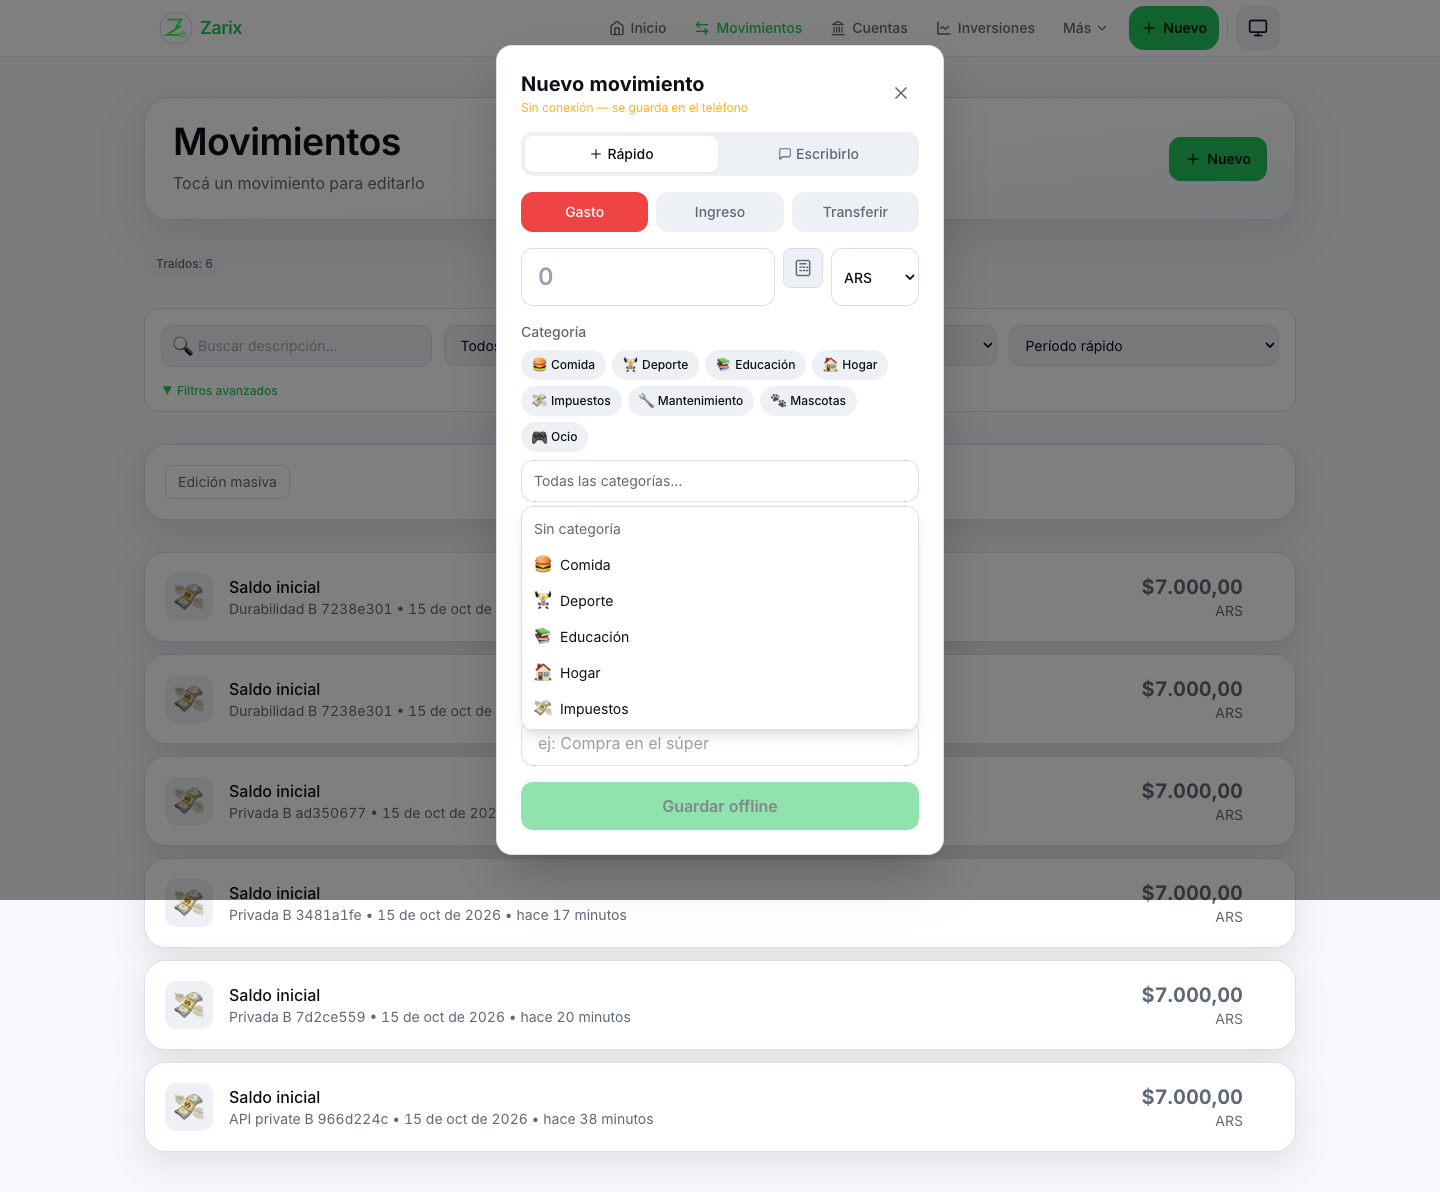 Zarix
Inicio
Movimientos
Cuentas
Inversiones
Más
Nuevo
Movimientos
Tocá un movimiento para editarlo
Nuevo
Traídos: 6
Buscar descripción...
Todos
Período rápido
▼ Filtros avanzados
Edición masiva
Nuevo movimiento
Sin conexión — se guarda en el teléfono
Rápido
Escribirlo
Gasto
Ingreso
Transferir
0
ARS
Categoría
Comida
Deporte
Educación
Hogar
Impuestos
Mantenimiento
Mascotas
Ocio
Todas las categorías...
Sin categoría
Comida
Deporte
Educación
Hogar
Impuestos
ej: Compra en el súper
Guardar offline
Saldo inicial
Durabilidad B 7238e301 • 15 de oct de
$7.000,00
ARS
Saldo inicial
Durabilidad B 7238e301 • 15 de oct de
$7.000,00
ARS
Saldo inicial
Privada B ad350677 • 15 de oct de 202
$7.000,00
ARS
Saldo inicial
Privada B 3481a1fe • 15 de oct de 2026 • hace 17 minutos
$7.000,00
ARS
Saldo inicial
Privada B 7d2ce559 • 15 de oct de 2026 • hace 20 minutos
$7.000,00
ARS
Saldo inicial
API private B 966d224c • 15 de oct de 2026 • hace 38 minutos
$7.000,00
ARS